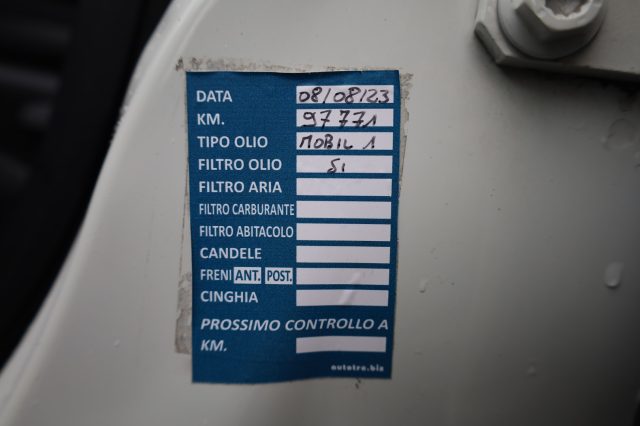 DATA 08/08/23
KM. 97771
TIPO OLIO MOBIL 1
FILTRO OLIO SI
FILTRO ARIA
FILTRO CARBURANTE
FILTRO ABITACOLO
CANDELE
FRENI ANT. POST.
CINGHIA
PROSSIMO CONTROLLO A
KM.
autotre.biz